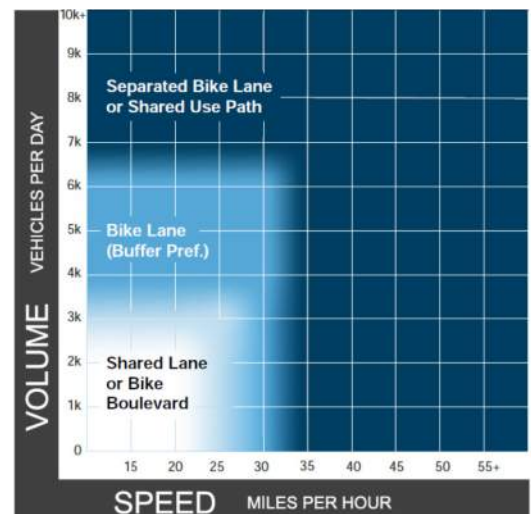 10k+
9k
8k
7k
6k
5k
4k
3k
2k
1k
0
VOLUME VEHICLES PER DAY
Separated Bike Lane
or Shared Use Path
Bike Lane
(Buffer Pref.)
Shared Lane
or Bike
Boulevard
15 20 25 30 35 40 45 50 55+
SPEED MILES PER HOUR